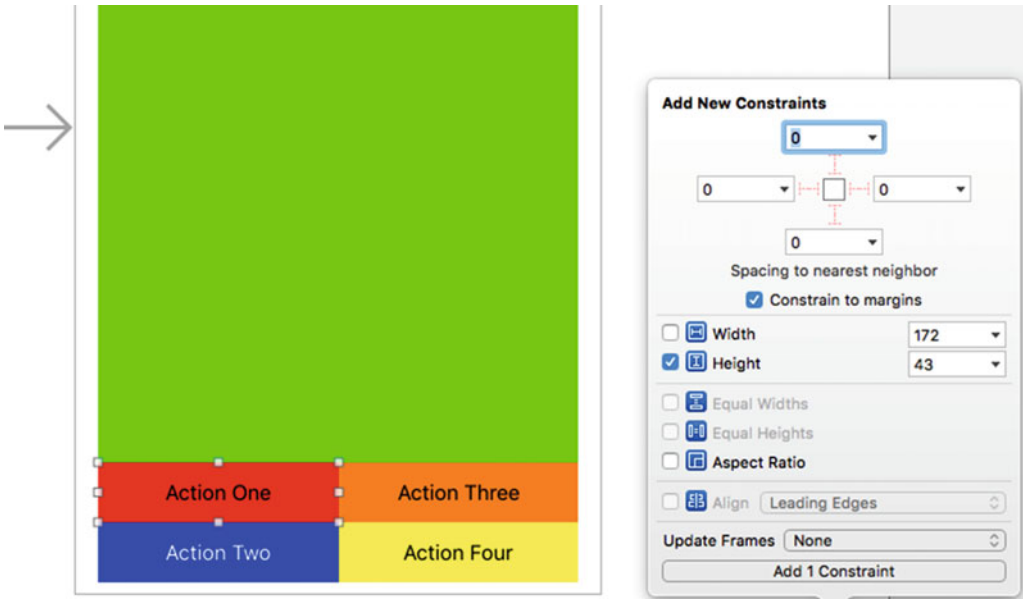 Add New Constraints
0
0
0
0
Spacing to nearest neighbor
Constrain to margins
Width 172
Height 43
Equal Widths
Equal Heights
Aspect Ratio
Align Leading Edges
Update Frames None
Add 1 Constraint
Action One Action Three
Action Two Action Four